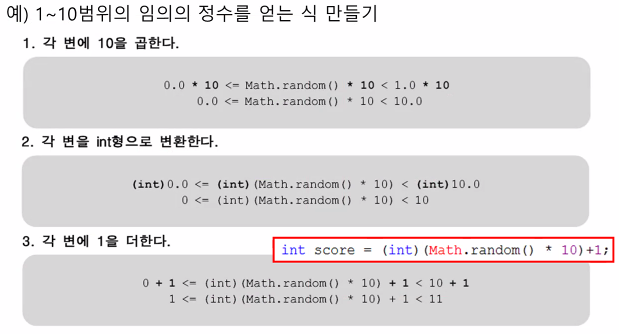 예) 1~10범위의 임의의 정수를 얻는 식 만들기
1. 각 변에 10을 곱한다.
0.0 * 10 <= Math.random() * 10 < 1.0 * 10
0.0 <= Math.random() * 10 < 10.0
2. 각 변을 int형으로 변환한다.
(int)0.0 <= (int)(Math.random() * 10) < (int)10.0
0 <= (int)(Math.random() * 10) < 10
3. 각 변에 1을 더한다.
int score = (int)(Math.random() * 10)+1;
0 + 1 <= (int)(Math.random() * 10) + 1 < 10 + 1
1 <= (int)(Math.random() * 10) + 1 < 11